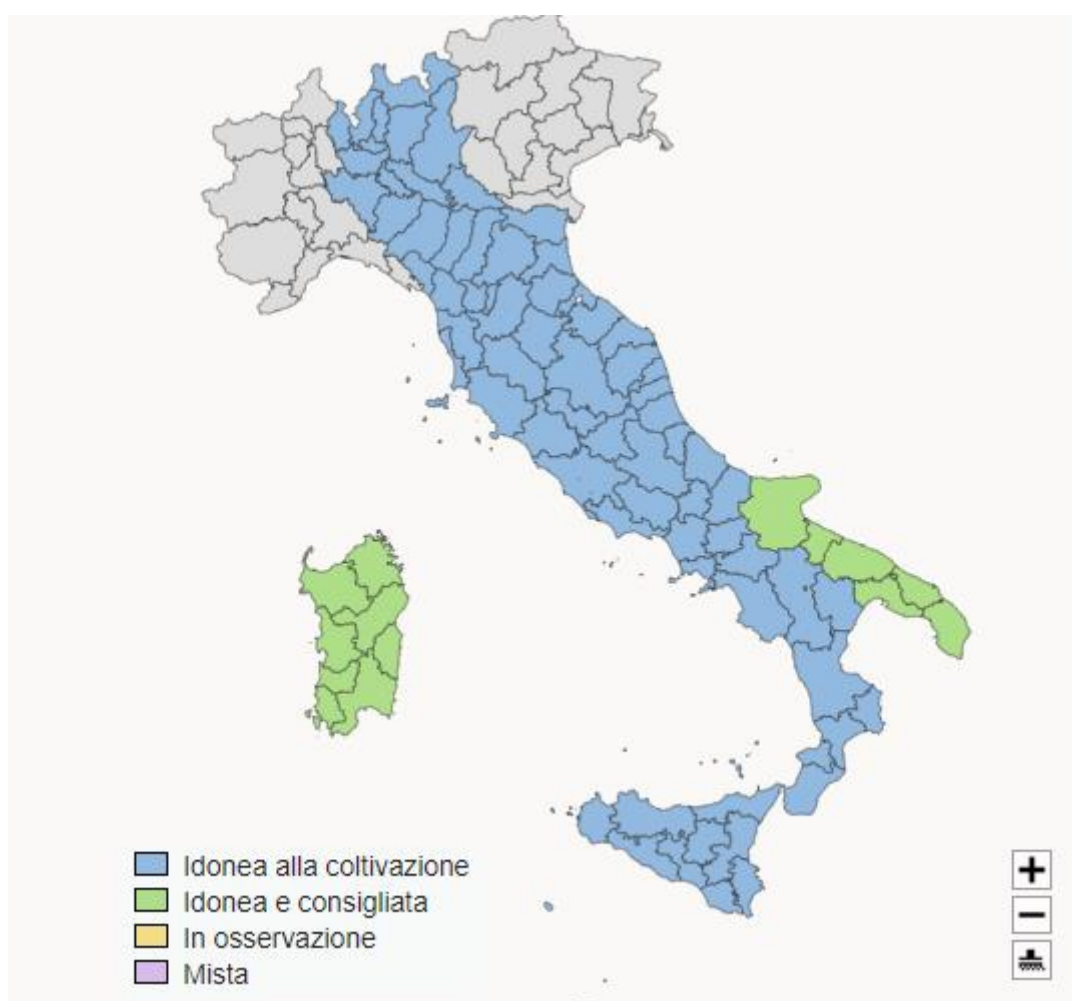 Idonea alla coltivazione
Idonea e consigliata
In osservazione
Mista